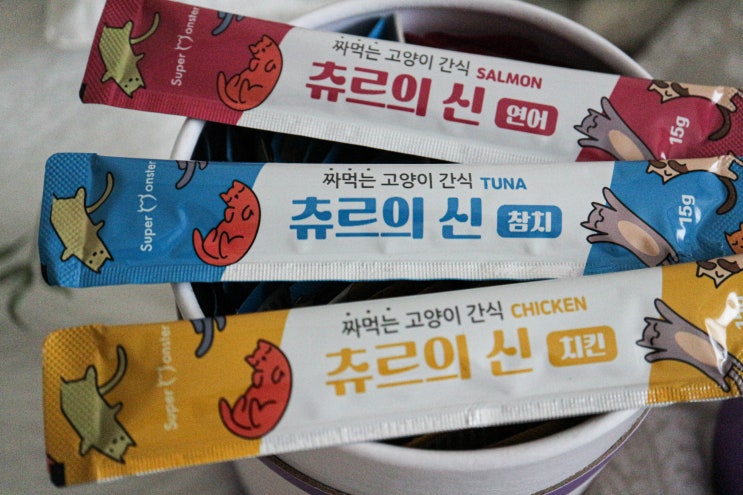 Super Monster
짜먹는 고양이 간식 SALMON
츄르의 신 연어
15g
Super Monster
짜먹는 고양이 간식 TUNA
츄르의 신 참치
15g
Super Monster
짜먹는 고양이 간식 CHICKEN
츄르의 신 치킨